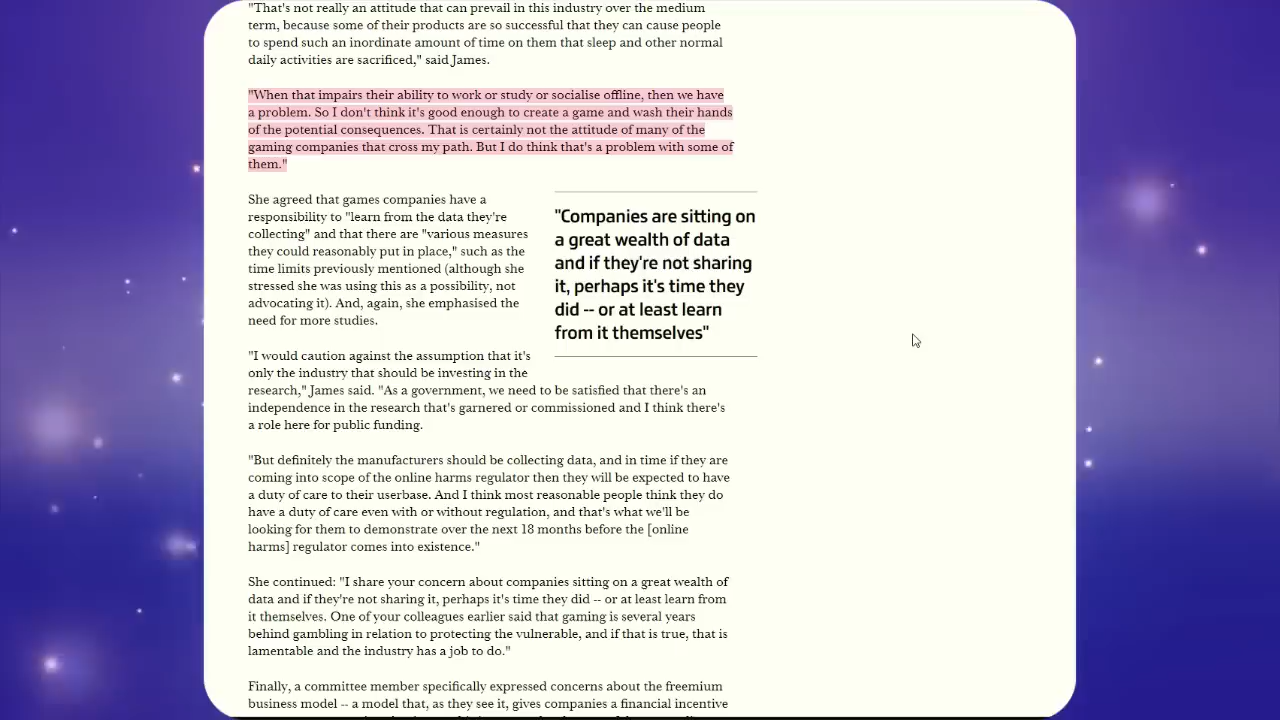 "That's not really an attitude that can prevail in this industry over the medium
term, because some of their products are so successful that they can cause people
to spend such an inordinate amount of time on them that sleep and other normal
daily activities are sacrificed," said James.
"When that impairs their ability to work or study or socialise offline, then we have
a problem. So I don't think it's good enough to create a game and wash their hands
of the potential consequences. That is certainly not the attitude of many of the
gaming companies that cross my path. But I do think that's a problem with some of
them."
She agreed that games companies have a
responsibility to "learn from the data they're
collecting" and that there are "various measures
they could reasonably put in place," such as the
time limits previously mentioned (although she
stressed she was using this as a possibility, not
advocating it). And, again, she emphasised the
need for more studies.
"Companies are sitting on
a great wealth of data
and if they're not sharing
it, perhaps it's time they
did -- or at least learn
from it themselves"
"I would caution against the assumption that it's
only the industry that should be investing in the
research," James said. "As a government, we need to be satisfied that there's an
independence in the research that's garnered or commissioned and I think there's
a role here for public funding.
"But definitely the manufacturers should be collecting data, and in time if they are
coming into scope of the online harms regulator then they will be expected to have
a duty of care to their userbase. And I think most reasonable people think they do
have a duty of care even with or without regulation, and that's what we'll be
looking for them to demonstrate over the next 18 months before the [online
harms] regulator comes into existence."
She continued: "I share your concern about companies sitting on a great wealth of
data and if they're not sharing it, perhaps it's time they did -- or at least learn from
it themselves. One of your colleagues earlier said that gaming is several years
behind gambling in relation to protecting the vulnerable, and if that is true, that is
lamentable and the industry has a job to do."
Finally, a committee member specifically expressed concerns about the freemium
business model -- a model that, as they see it, gives companies a financial incentive